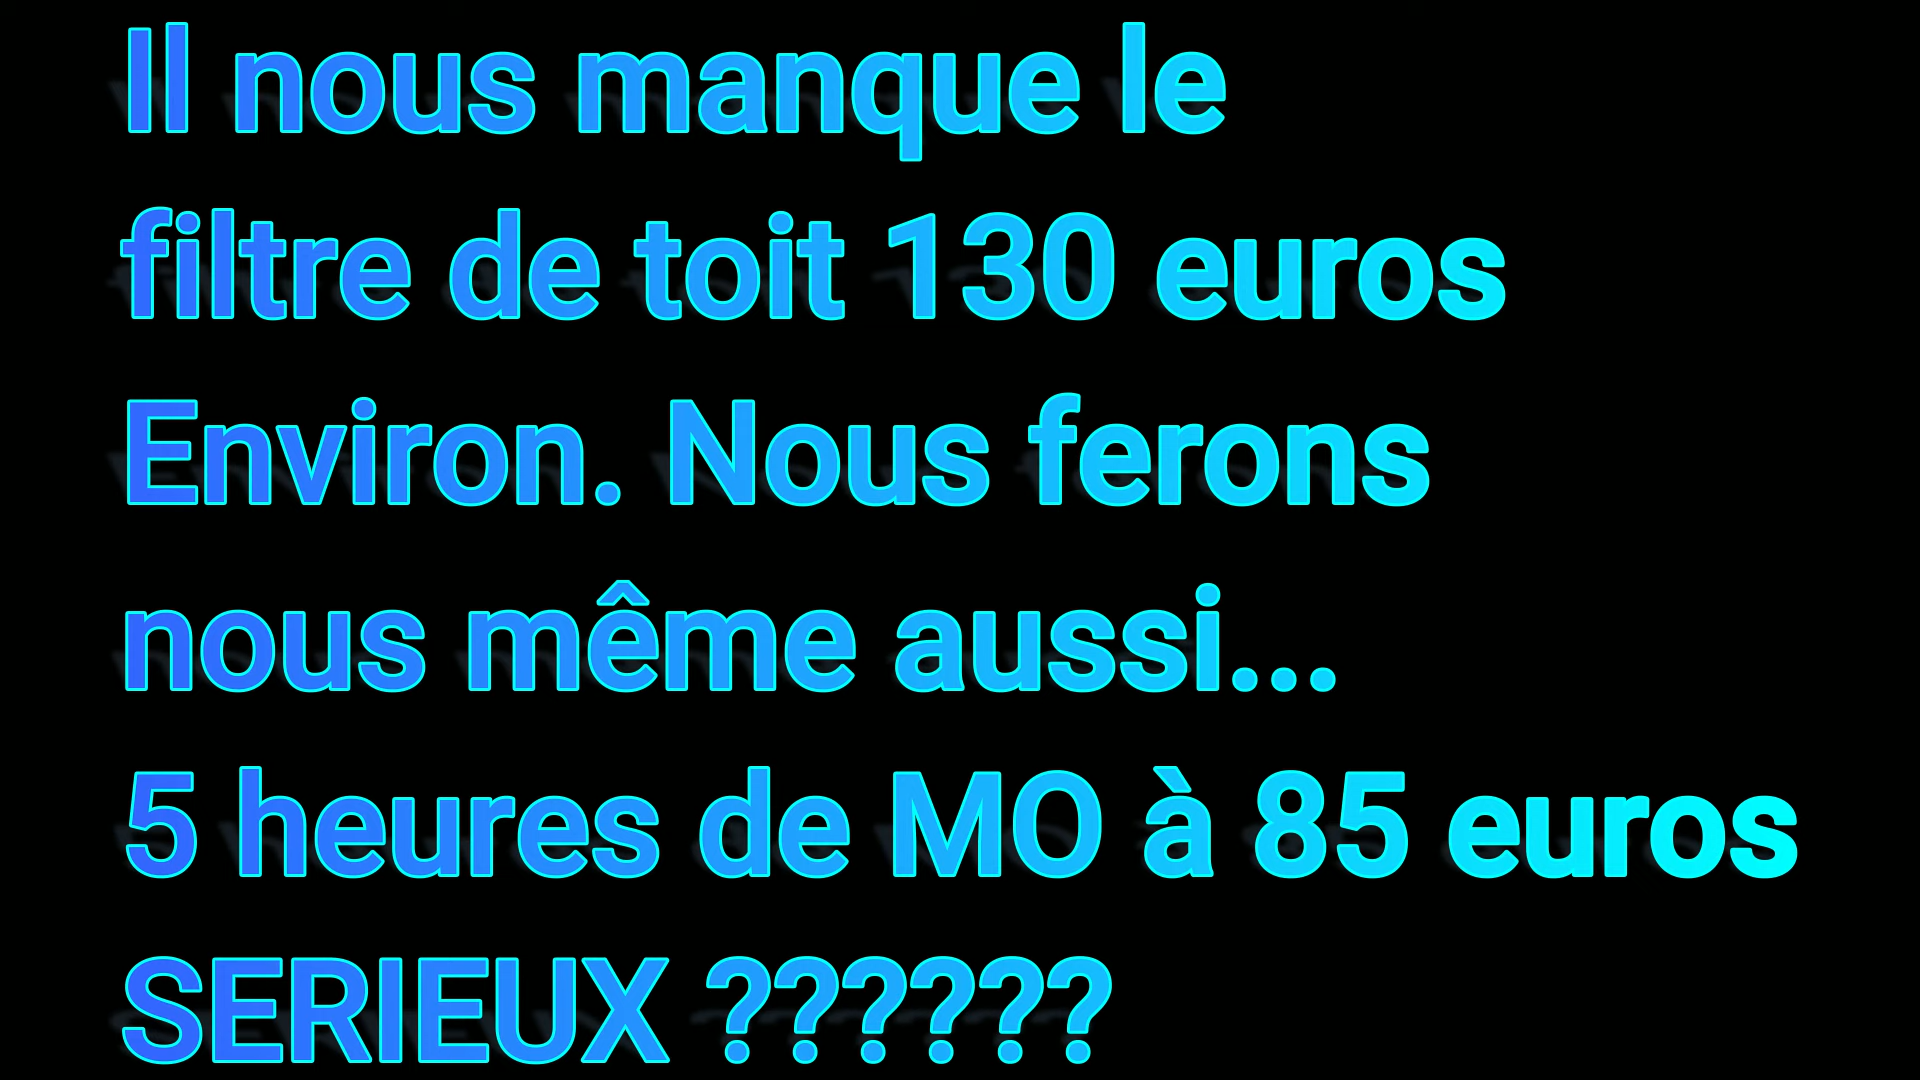 Il nous manque le
filtre de toit 130 euros
Environ. Nous ferons
nous même aussi...
5 heures de MO à 85 euros
SERIEUX ??????